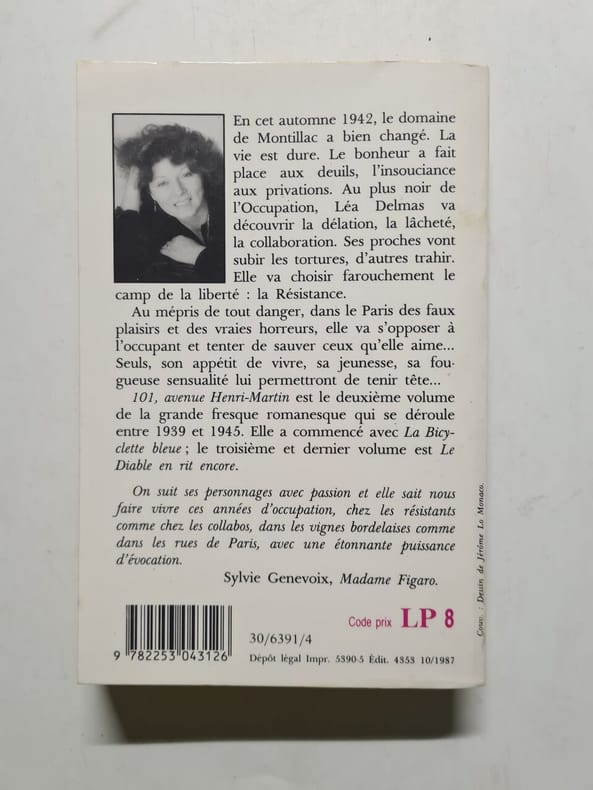 En cet automne 1942, le domaine
de Montillac a bien changé. La
vie est dure. Le bonheur a fait
place aux deuils, l'insouciance
aux privations. Au plus noir de
l'Occupation, Léa Delmas va
découvrir la délation, la lâcheté,
la collaboration. Ses proches vont
subir les tortures, d'autres trahir.
Elle va choisir farouchement le
camp de la liberté : la Résistance.
Au mépris de tout danger, dans le Paris des faux
plaisirs et des vraies horreurs, elle va s'opposer à
l'occupant et tenter de sauver ceux qu'elle aime...
Seuls, son appétit de vivre, sa jeunesse, sa fou-
gueuse sensualité lui permettront de tenir tête...
101, avenue Henri-Martin est le deuxième volume
de la grande fresque romanesque qui se déroule
entre 1939 et 1945. Elle a commencé avec La Bicy-
clette bleue ; le troisième et dernier volume est Le
Diable en rit encore.
On suit ses personnages avec passion et elle sait nous
faire vivre ces années d'occupation, chez les résistants
comme chez les collabos, dans les vignes bordelaises comme
dans les rues de Paris, avec une étonnante puissance
d'évocation.
Sylvie Genevoix, Madame Figaro.
Couv. : Dessin de Jérôme Lo Monaco.
Code prix LP 8
30/6391/4
9 782253 043126
Dépôt légal Impr. 5390-5 Édit. 4353 10/1987